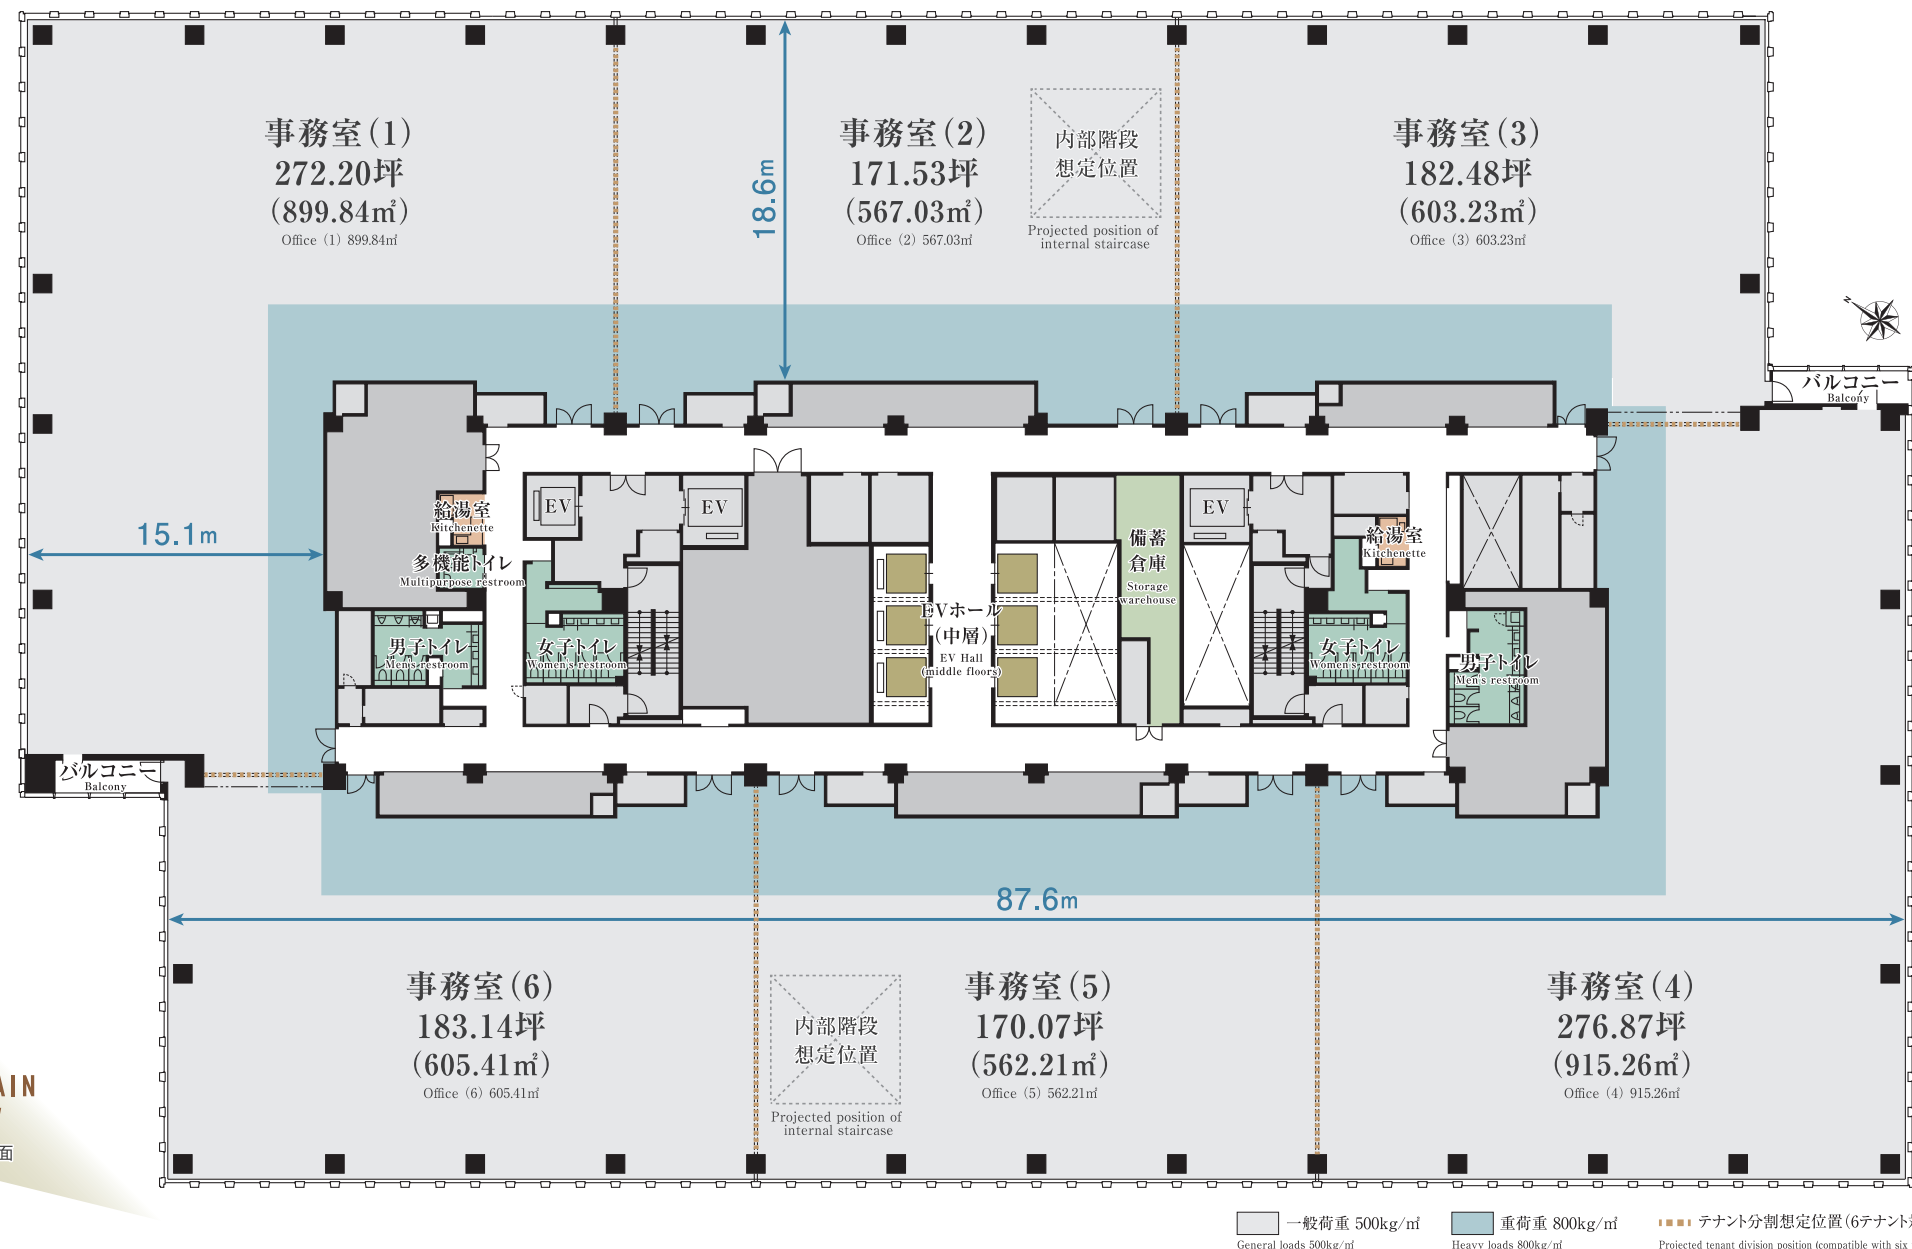 事務室(1)
272.20坪
(899.84㎡)
Office (1) 899.84㎡
事務室(2)
171.53坪
(567.03㎡)
Office (2) 567.03㎡
18.6m
内部階段
想定位置
Projected position of
internal staircase
事務室(3)
182.48坪
(603.23㎡)
Office (3) 603.23㎡
N
バルコニー
Balcony
15.1m
給湯室
Kitchenette
多機能トイレ
Multipurpose restroom
男子トイレ
Men's restroom
EV
EV
女子トイレ
Women's restroom
EVホール
(中層)
EV Hall
(middle floors)
備蓄
倉庫
Storage
warehouse
EV
給湯室
Kitchenette
女子トイレ
Women's restroom
男子トイレ
Men's restroom
バルコニー
Balcony
87.6m
事務室(6)
183.14坪
(605.41㎡)
Office (6) 605.41㎡
内部階段
想定位置
Projected position of
internal staircase
事務室(5)
170.07坪
(562.21㎡)
Office (5) 562.21㎡
事務室(4)
276.87坪
(915.26㎡)
Office (4) 915.26㎡
AIN
面
一般荷重 500kg/㎡
General loads 500kg/㎡
重荷重 800kg/㎡
Heavy loads 800kg/㎡
テナント分割想定位置(6テナント
Projected tenant division position (compatible with six